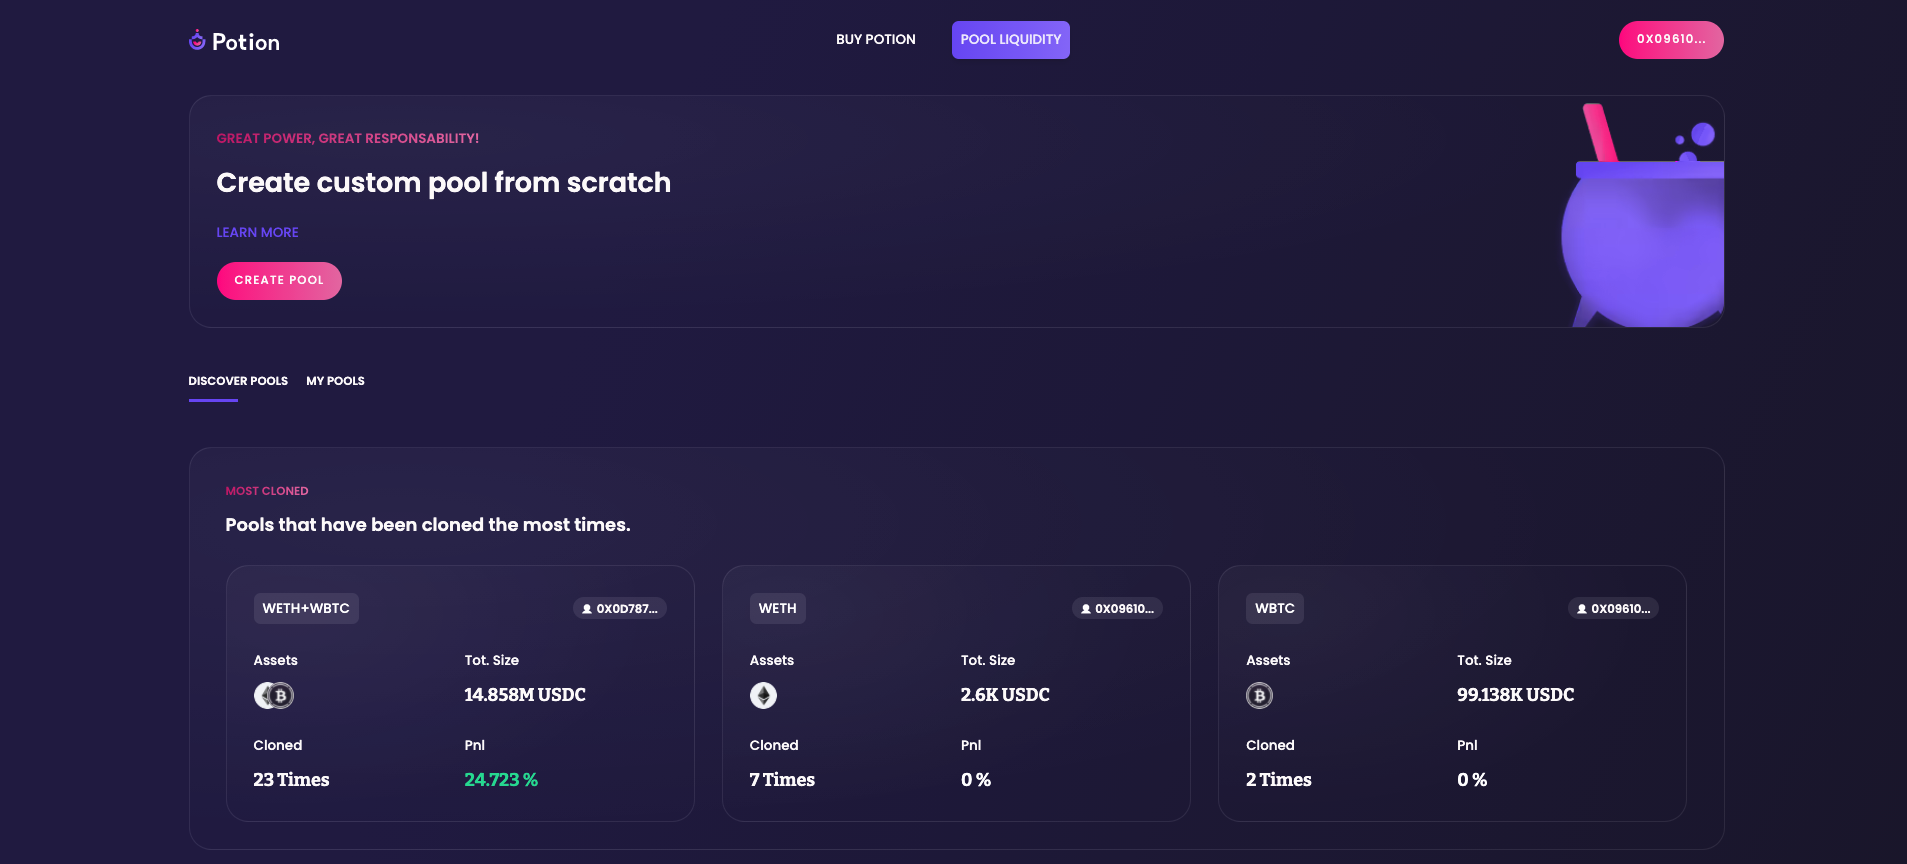 Potion
BUY POTION
POOL LIQUIDITY
0X09610...
GREAT POWER, GREAT RESPONSABILITY!
Create custom pool from scratch
LEARN MORE
CREATE POOL
DISCOVER POOLS
MY POOLS
MOST CLONED
Pools that have been cloned the most times.
WETH+WBTC
0X0D787...
Assets
Tot. Size
14.858M USDC
Cloned
Pnl
23 Times
24.723 %
WETH
0X09610...
Assets
Tot. Size
2.6K USDC
Cloned
Pnl
7 Times
0 %
WBTC
0X09610...
Assets
Tot. Size
99.138K USDC
Cloned
Pnl
2 Times
0 %